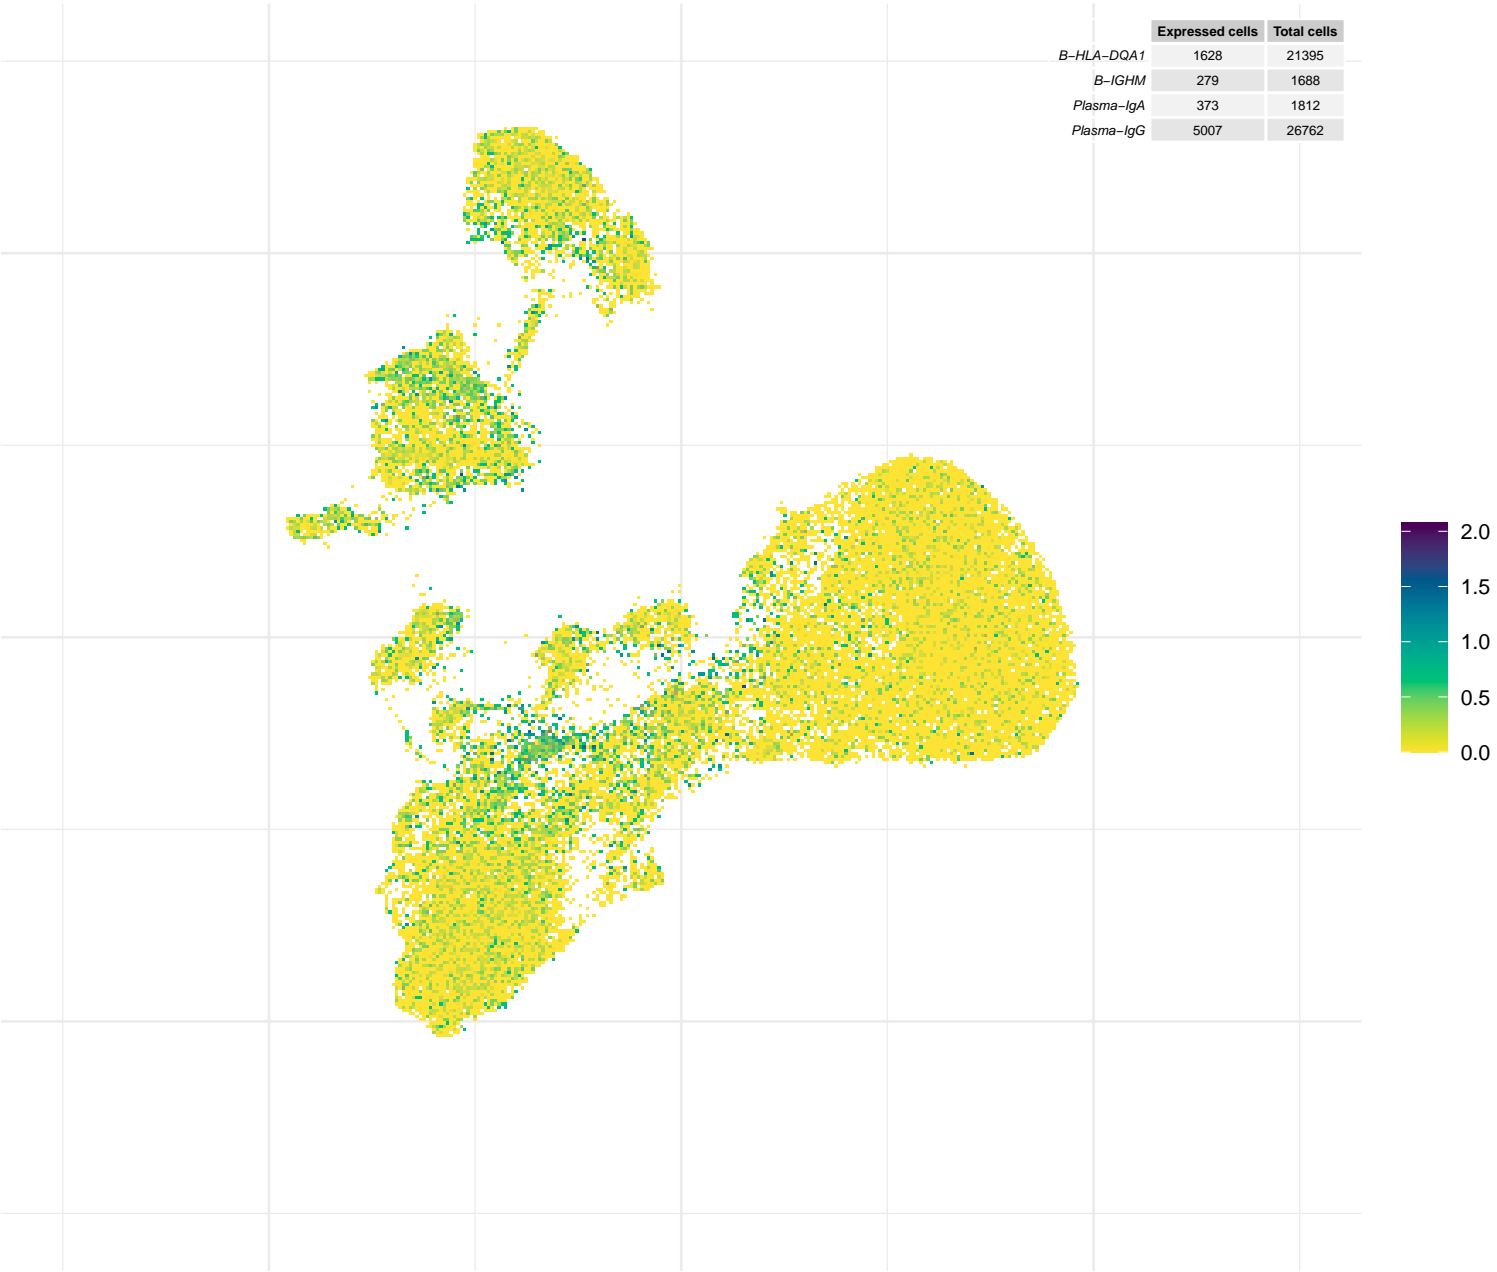 Expressed cells Total cells
B−HLA−DQA1 1628 21395
B−IGHM 279 1688
Plasma−IgA 373 1812
Plasma−IgG 5007 26762
2.0
1.5
1.0
0.5
0.0